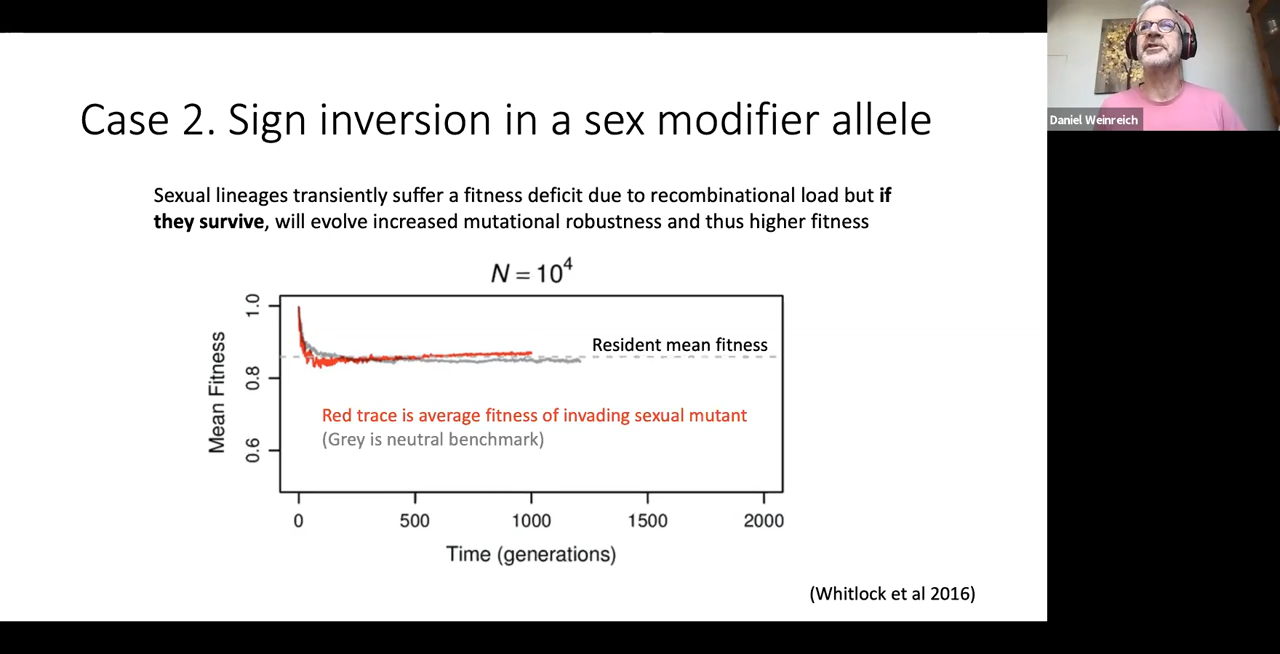 Case 2. Sign inversion in a sex modifier allele
Sexual lineages transiently suffer a fitness deficit due to recombinational load but if
they survive, will evolve increased mutational robustness and thus higher fitness
N = 10⁴
Mean Fitness
1.0
0.8
0.6
Resident mean fitness
Red trace is average fitness of invading sexual mutant
(Grey is neutral benchmark)
0 500 1000 1500 2000
Time (generations)
(Whitlock et al 2016)
Daniel Weinreich